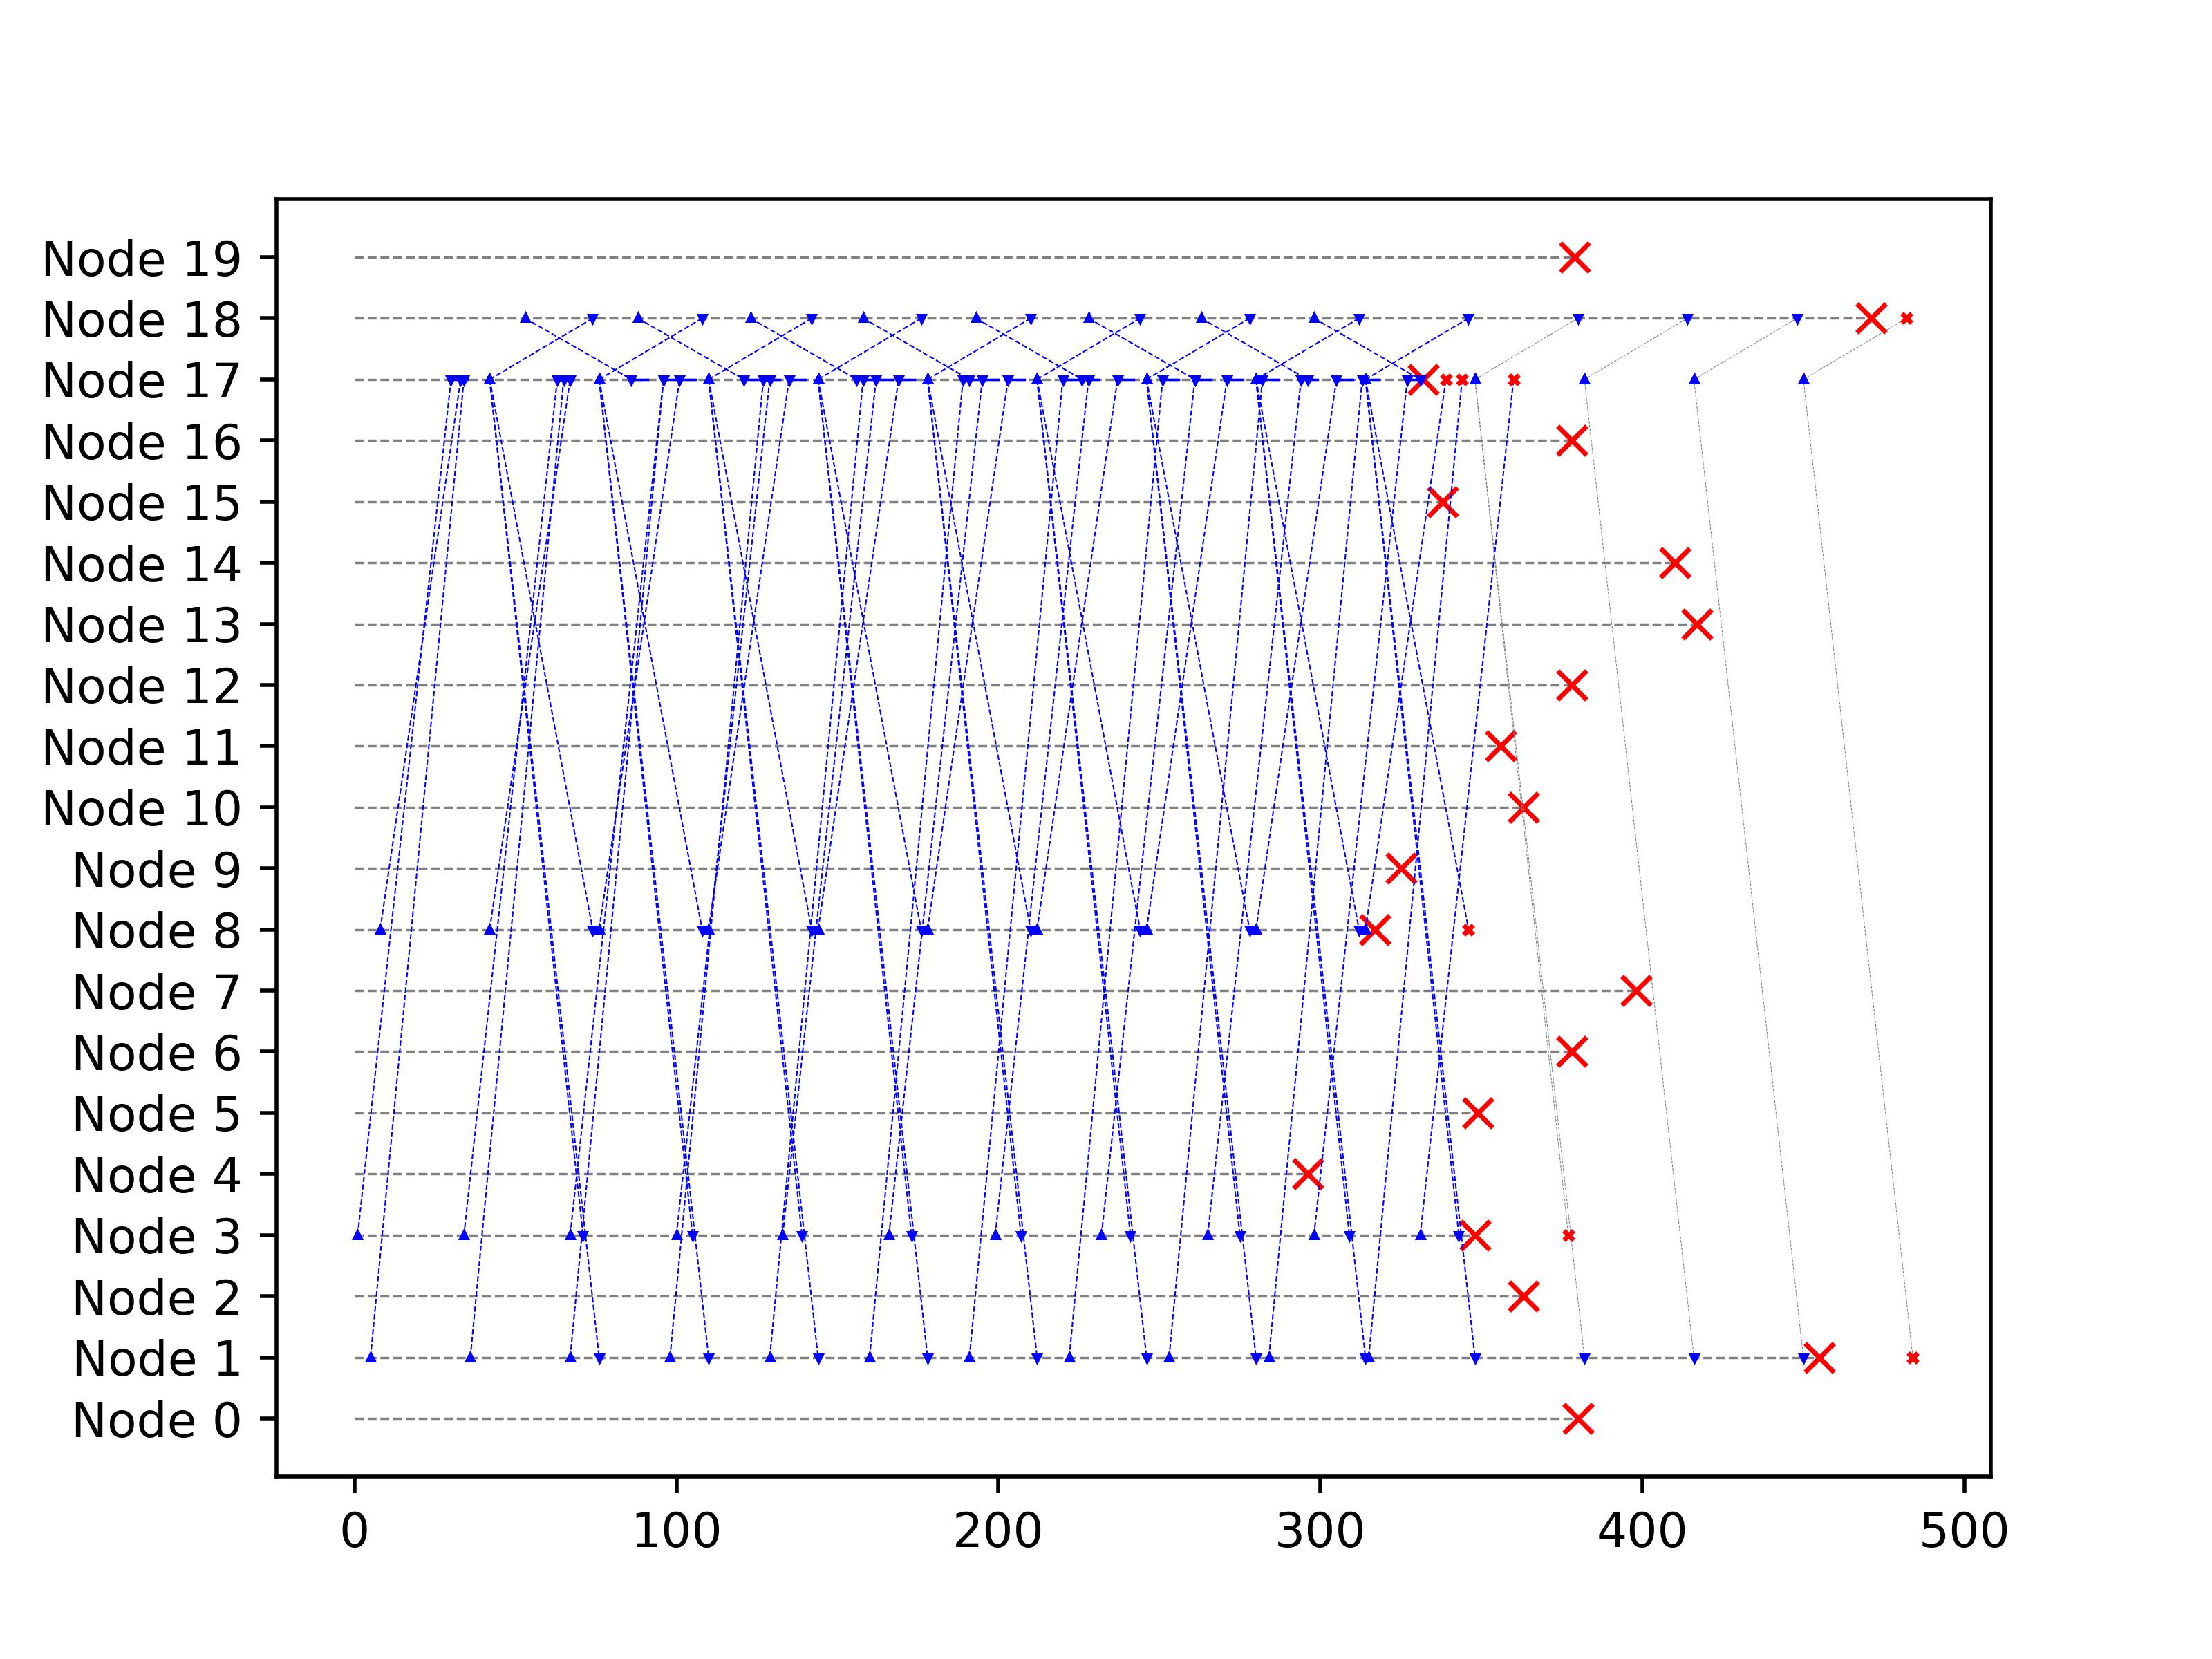 Node 19
Node 18
Node 17
Node 16
Node 15
Node 14
Node 13
Node 12
Node 11
Node 10
Node 9
Node 8
Node 7
Node 6
Node 5
Node 4
Node 3
Node 2
Node 1
Node 0
0 100 200 300 400 500